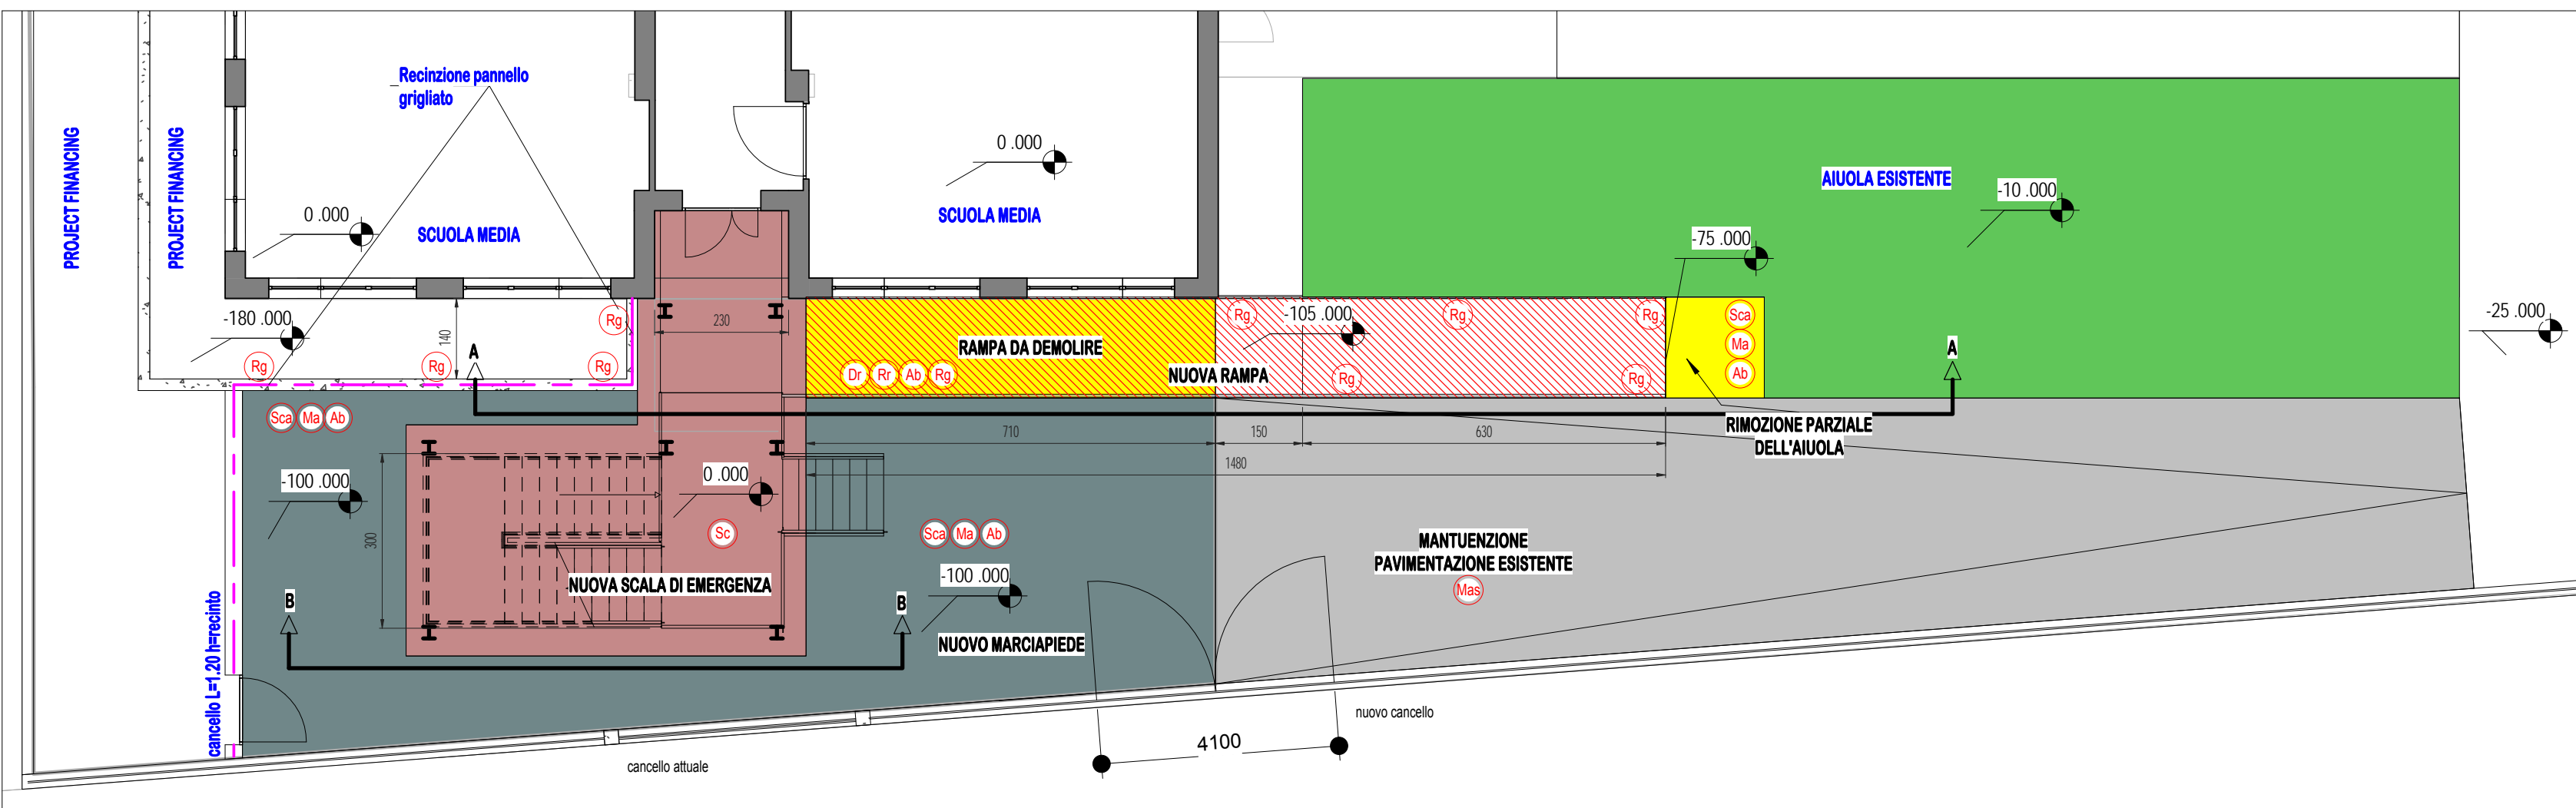 Recinzione pannello
grigliato
PROJECT FINANCING
PROJECT FINANCING
0 .000
SCUOLA MEDIA
0 .000
SCUOLA MEDIA
AIUOLA ESISTENTE
-10 .000
-75 .000
-25 .000
-180 .000
140
Rg
Rg
Rg
Rg
A
230
RAMPA DA DEMOLIRE
Dr
Rr
Ab
Rg
NUOVA RAMPA
-105 .000
Rg
Rg
Rg
Rg
Rg
Sca
Ma
Ab
A
RIMOZIONE PARZIALE
DELL'AIUOLA
710
150
630
1480
Sca
Ma
Ab
-100 .000
300
0 .000
Sc
NUOVA SCALA DI EMERGENZA
Sca
Ma
Ab
-100 .000
NUOVO MARCIAPIEDE
B
B
MANTUENZIONE
PAVIMENTAZIONE ESISTENTE
Mas
cancello L=1.20 h=recinto
cancello attuale
nuovo cancello
4100